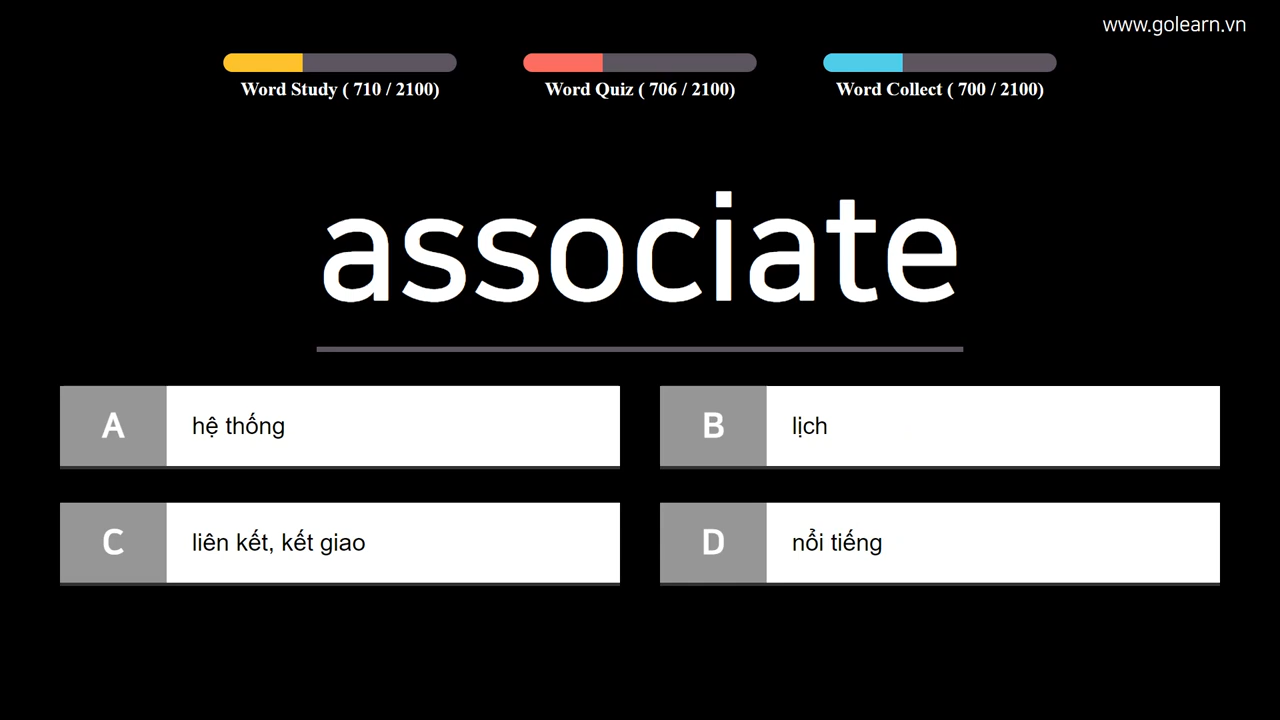 www.golearn.vn
Word Study ( 710 / 2100)
Word Quiz ( 706 / 2100)
Word Collect ( 700 / 2100)
associate
A hệ thống
B lịch
C liên kết, kết giao
D nổi tiếng